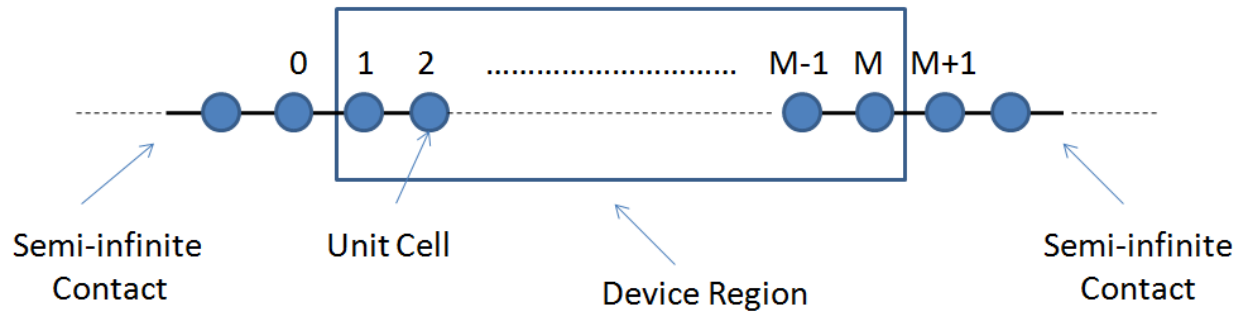 0 1 2 ............................ M-1 M M+1
Semi-infinite
Contact
Unit Cell
Device Region
Semi-infinite
Contact